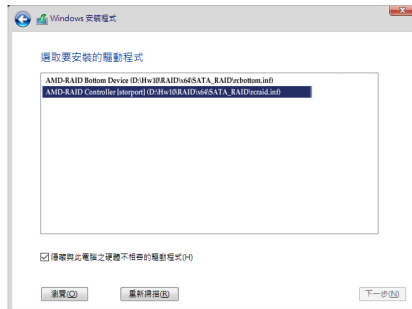 Windows 安裝程式
選取要安裝的驅動程式
AMD-RAID Bottom Device (D:\Hw10\RAID\x64\SATA_RAID\rcbottom.inf)
AMD-RAID Controller [storport] (D:\Hw10\RAID\x64\SATA_RAID\rcraid.inf)
隱藏與此電腦之硬體不相容的驅動程式(H)
瀏覽(O) 重新掃描(R) 下一步(N)